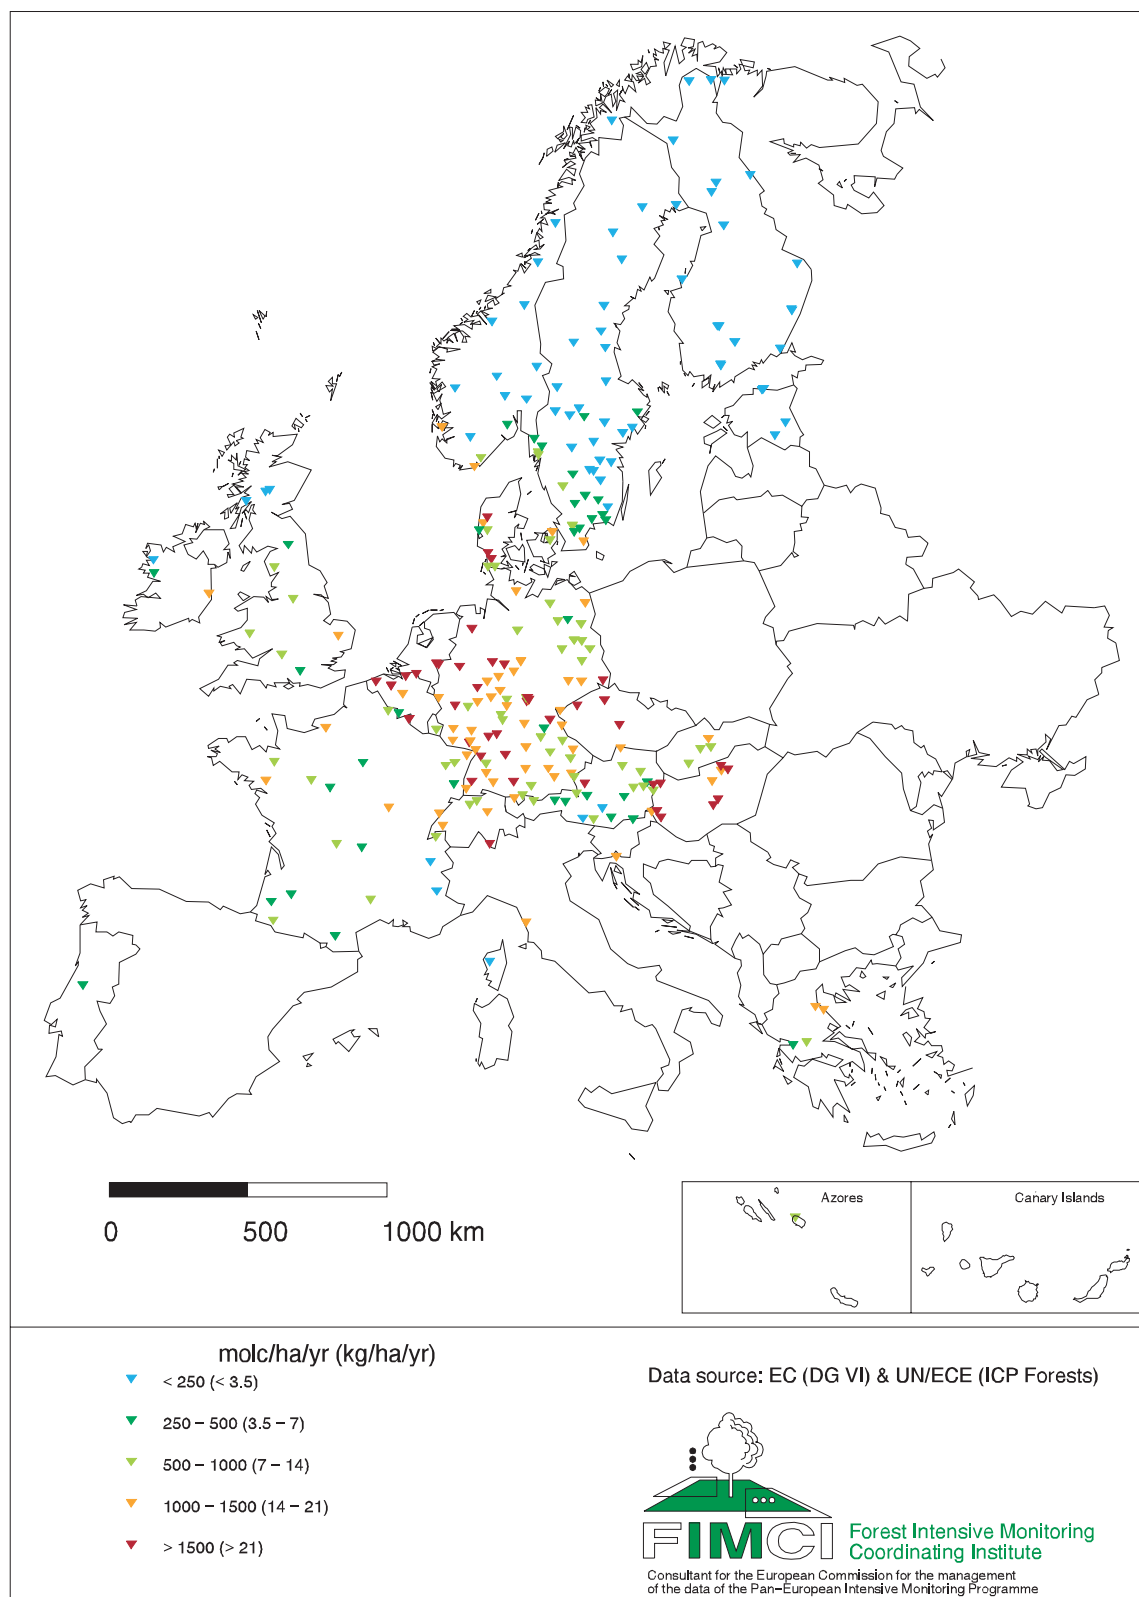 Azores
Canary Islands
0 500 1000 km
molc/ha/yr (kg/ha/yr)
< 250 (< 3.5)
250 – 500 (3.5 – 7)
500 – 1000 (7 – 14)
1000 – 1500 (14 – 21)
> 1500 (> 21)
Data source: EC (DG VI) & UN/ECE (ICP Forests)
FIMCI
Forest Intensive Monitoring
Coordinating Institute
Consultant for the European Commission for the management
of the data of the Pan–European Intensive Monitoring Programme